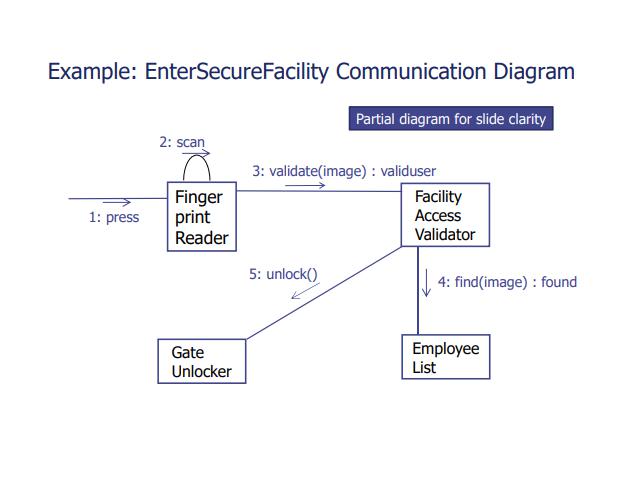 Example: EnterSecureFacility Communication Diagram
Partial diagram for slide clarity
2: scan
3: validate(image) : validuser
1: press
Finger
print
Reader
Facility
Access
Validator
5: unlock()
4: find(image) : found
Gate
Unlocker
Employee
List